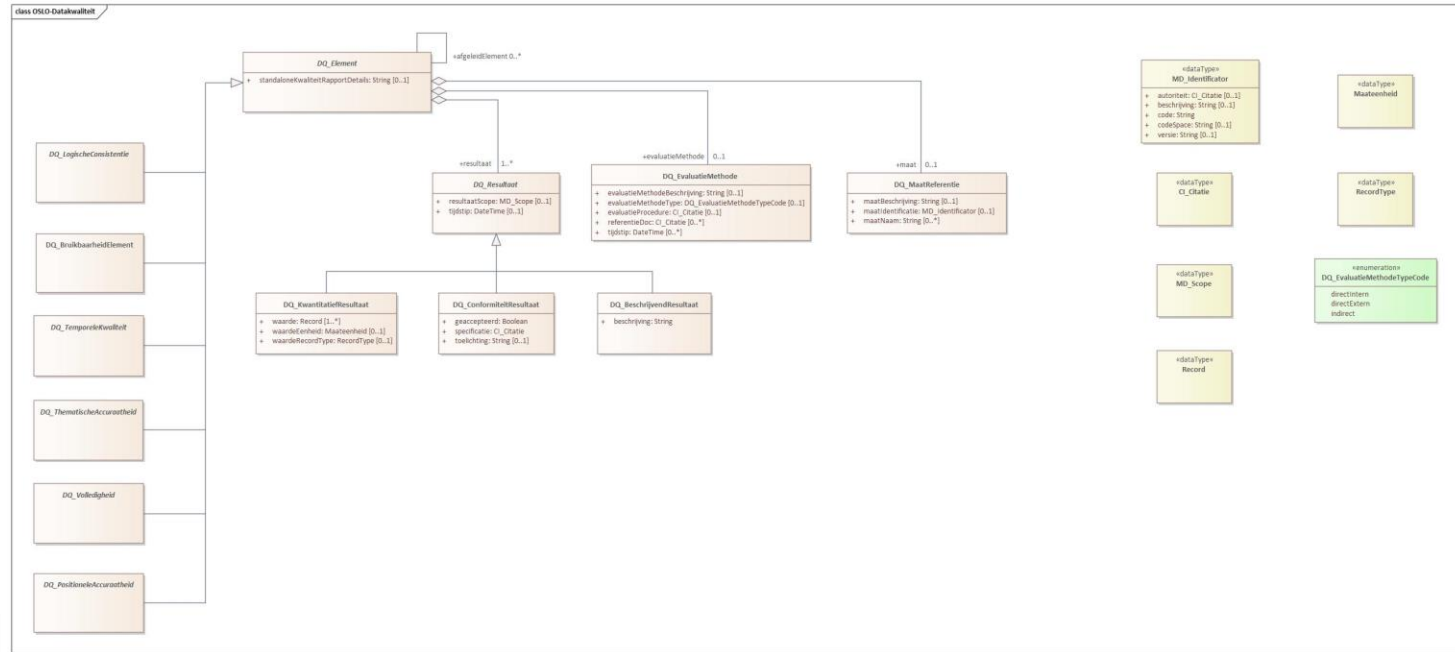 class OSLO-Datakwaliteit
DQ_Element
+ standaloneKwaliteitRapportDetails: String [0..1]
+afgeleidElement 0..*
DQ_LogischeConsistentie
DQ_BruikbaarheidElement
DQ_TemporeleKwaliteit
DQ_ThematischeAccuraatheid
DQ_Volledigheid
DQ_PositioneleAccuraatheid
+resultaat 1..*
DQ_Resultaat
+ resultaatScope: MD_Scope [0..1]
+ tijdstip: DateTime [0..1]
+evaluatieMethode 0..1
DQ_EvaluatieMethode
+ evaluatieMethodeBeschrijving: String [0..1]
+ evaluatieMethodeType: DQ_EvaluatieMethodeTypeCode [0..1]
+ evaluatieProcedure: CI_Citatie [0..1]
+ referentieDoc: CI_Citatie [0..*]
+ tijdstip: DateTime [0..*]
+maat 0..1
DQ_MaatReferentie
+ maatBeschrijving: String [0..1]
+ maatIdentificatie: MD_Identificator [0..1]
+ maatNaam: String [0..*]
DQ_KwantitatiefResultaat
+ waarde: Record [1..*]
+ waardeEenheid: Maateenheid [0..1]
+ waardeRecordType: RecordType [0..1]
DQ_ConformiteitResultaat
+ geaccepteerd: Boolean
+ specificatie: CI_Citatie
+ toelichting: String [0..1]
DQ_BeschrijvendResultaat
+ beschrijving: String
«dataType»
MD_Identificator
+ autoriteit: CI_Citatie [0..1]
+ beschrijving: String [0..1]
+ code: String
+ codeSpace: String [0..1]
+ versie: String [0..1]
«dataType»
Maateenheid
«dataType»
CI_Citatie
«dataType»
RecordType
«dataType»
MD_Scope
«enumeration»
DQ_EvaluatieMethodeTypeCode
directIntern
directExtern
indirect
«dataType»
Record